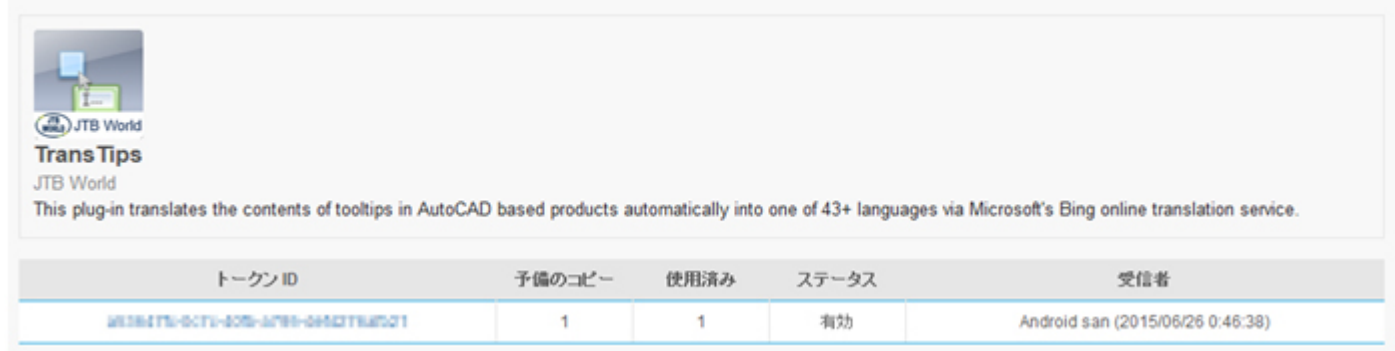 JTB World
TransTips
JTB World
This plug-in translates the contents of tooltips in AutoCAD based products automatically into one of 43+ languages via Microsoft's Bing online translation service.
トークン ID 予備のコピー 使用済み ステータス 受信者
1 1 有効 Android san (2015/06/26 0:46:38)